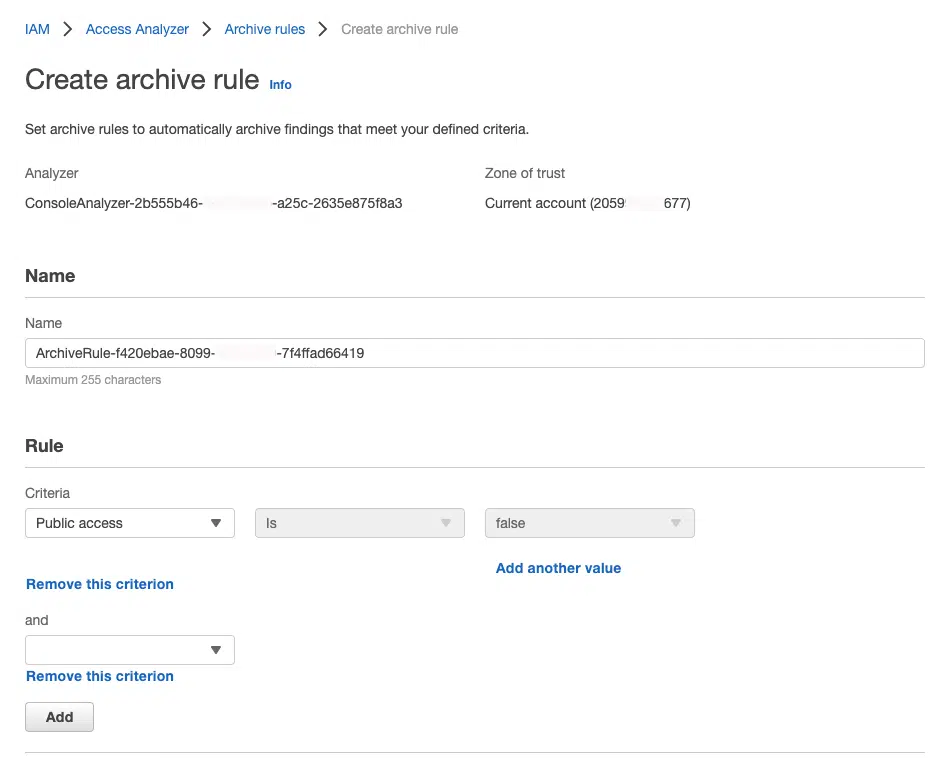 IAM > Access Analyzer > Archive rules > Create archive rule
Create archive rule Info
Set archive rules to automatically archive findings that meet your defined criteria.
Analyzer Zone of trust
ConsoleAnalyzer-2b555b46- -a25c-2635e875f8a3 Current account (2059 677)
Name
Name
ArchiveRule-f420ebae-8099- -7f4ffad66419
Maximum 255 characters
Rule
Criteria
Public access Is false
Add another value
Remove this criterion
and
Remove this criterion
Add